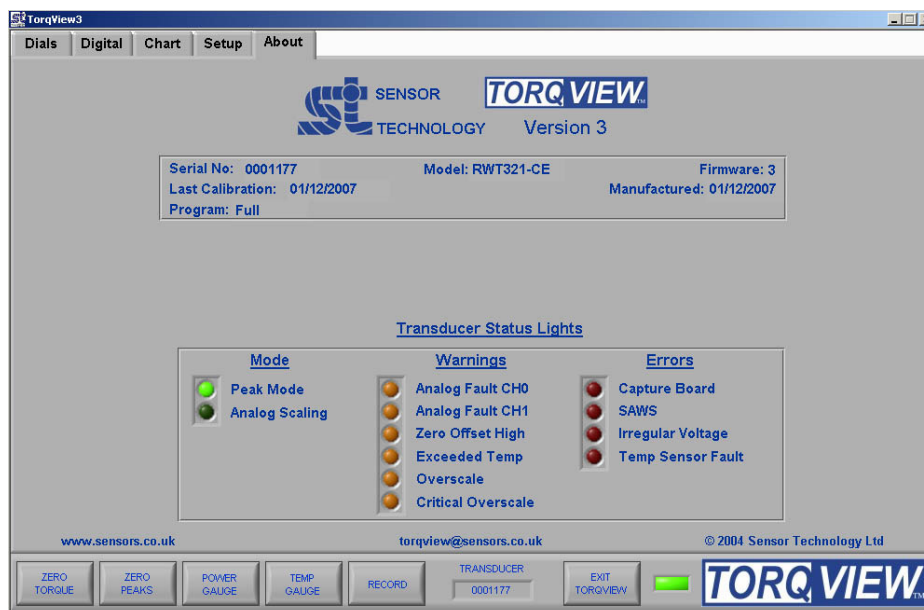 TorqView3
Dials Digital Chart Setup About
st SENSOR TECHNOLOGY
TORQVIEW TM
Version 3
Serial No: 0001177 Model: RWT321-CE Firmware: 3
Last Calibration: 01/12/2007 Manufactured: 01/12/2007
Program: Full
Transducer Status Lights
Mode
Peak Mode
Analog Scaling
Warnings
Analog Fault CH0
Analog Fault CH1
Zero Offset High
Exceeded Temp
Overscale
Critical Overscale
Errors
Capture Board
SAWS
Irregular Voltage
Temp Sensor Fault
www.sensors.co.uk torqview@sensors.co.uk © 2004 Sensor Technology Ltd
ZERO TORQUE
ZERO PEAKS
POWER GAUGE
TEMP GAUGE
RECORD
TRANSDUCER
0001177
EXIT TORQVIEW
TORQVIEW TM